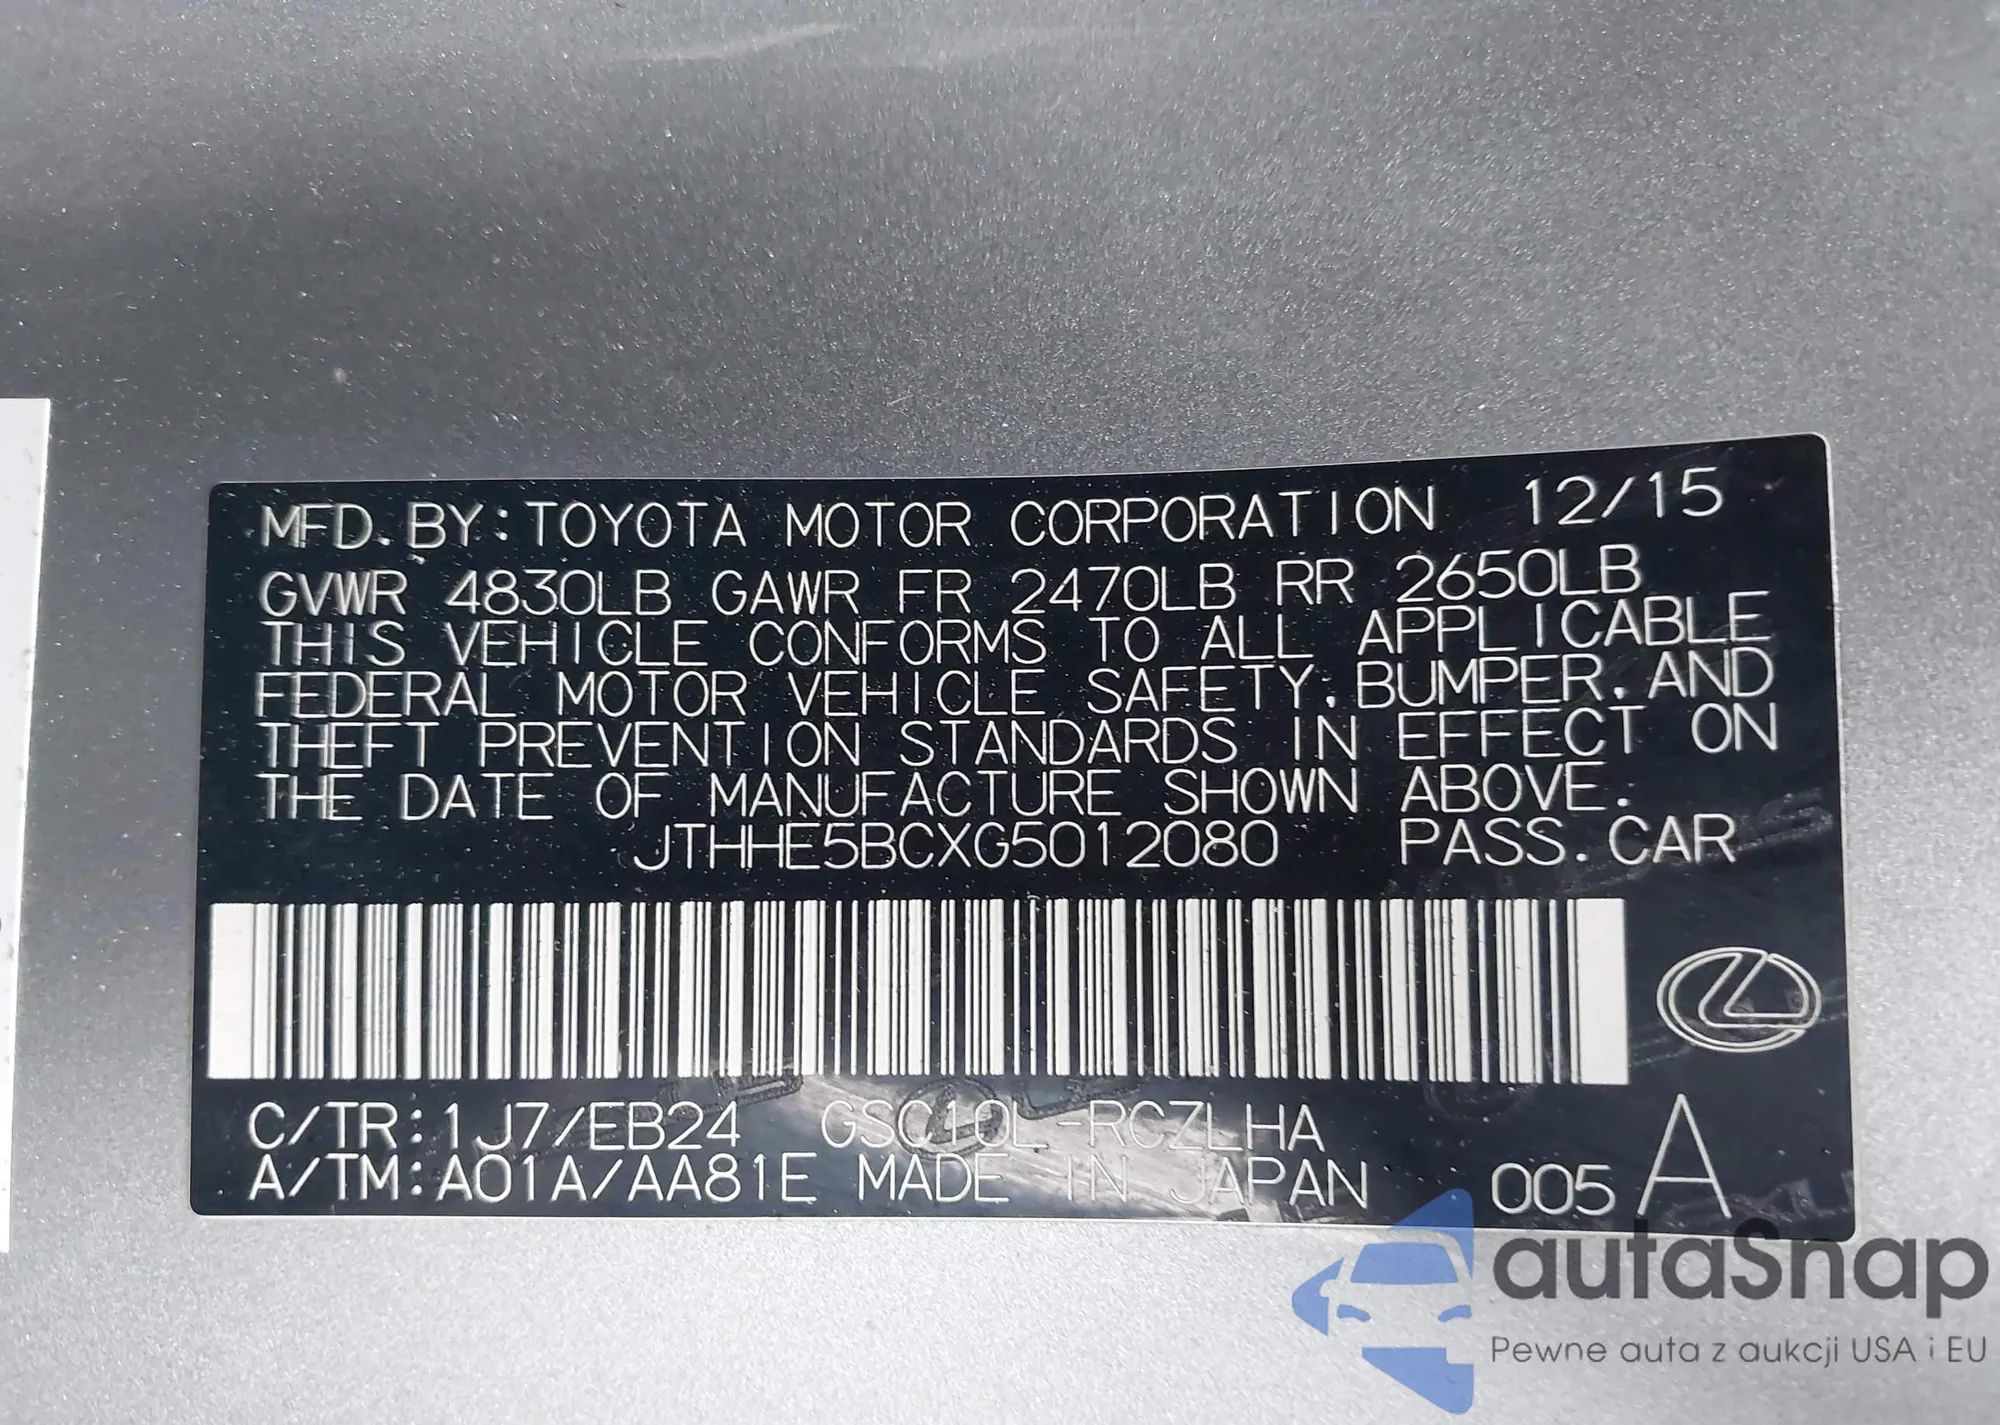 MFD. BY: TOYOTA MOTOR CORPORATION 12/15
GVWR 4830LB GAWR FR 2470LB RR 2650LB
THIS VEHICLE CONFORMS TO ALL APPLICABLE
FEDERAL MOTOR VEHICLE SAFETY, BUMPER, AND
THEFT PREVENTION STANDARDS IN EFFECT ON
THE DATE OF MANUFACTURE SHOWN ABOVE.
JTHHE5BCXG5012080 PASS. CAR
C/TR: 1J7/EB24 GSC10L-RCZLHA
A/TM: A01A/AA81E MADE IN JAPAN 005 A
autaSnap
Pewne auta z aukcji USA i EU